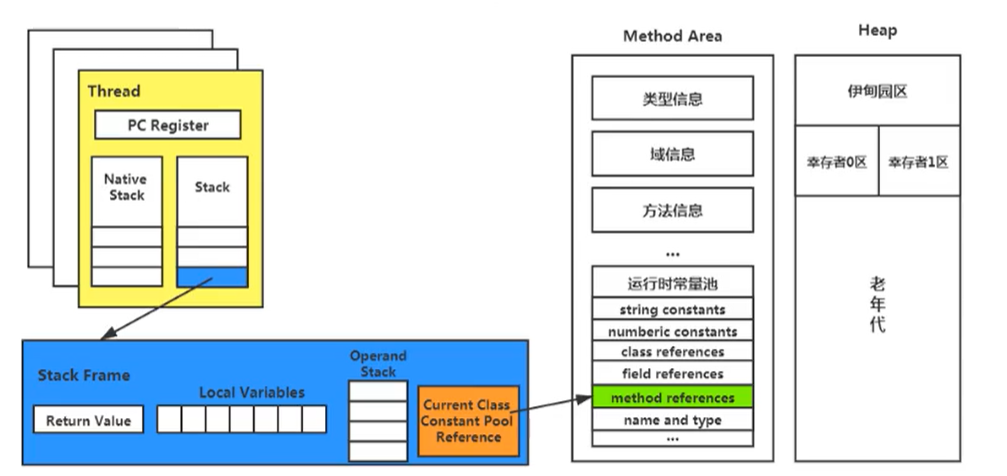 Thread
PC Register
Native
Stack
Stack
Stack Frame
Return Value
Local Variables
Operand
Stack
Current Class
Constant Pool
Reference
Method Area
类型信息
域信息
方法信息
...
运行时常量池
string constants
numberic constants
class references
field references
method references
name and type
...
Heap
伊甸园区
幸存者0区
幸存者1区
老
年
代